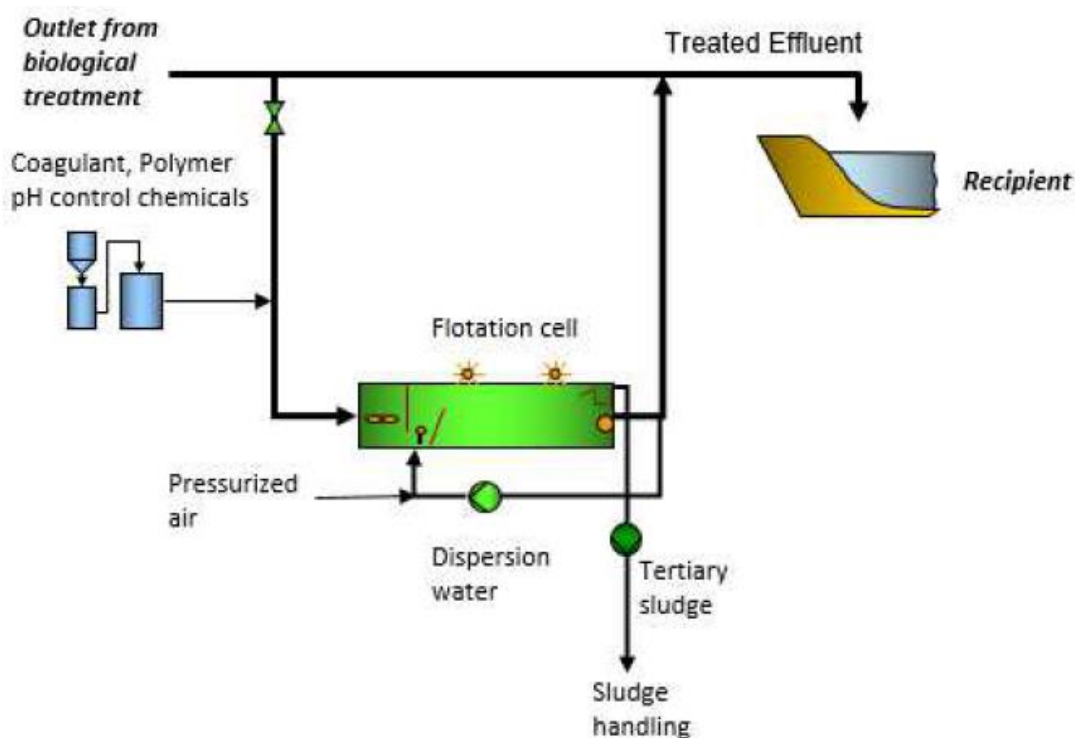 Outlet from
biological
treatment
Treated Effluent
Coagulant, Polymer
pH control chemicals
Recipient
Flotation cell
Pressurized
air
Dispersion
water
Tertiary
sludge
Sludge
handling